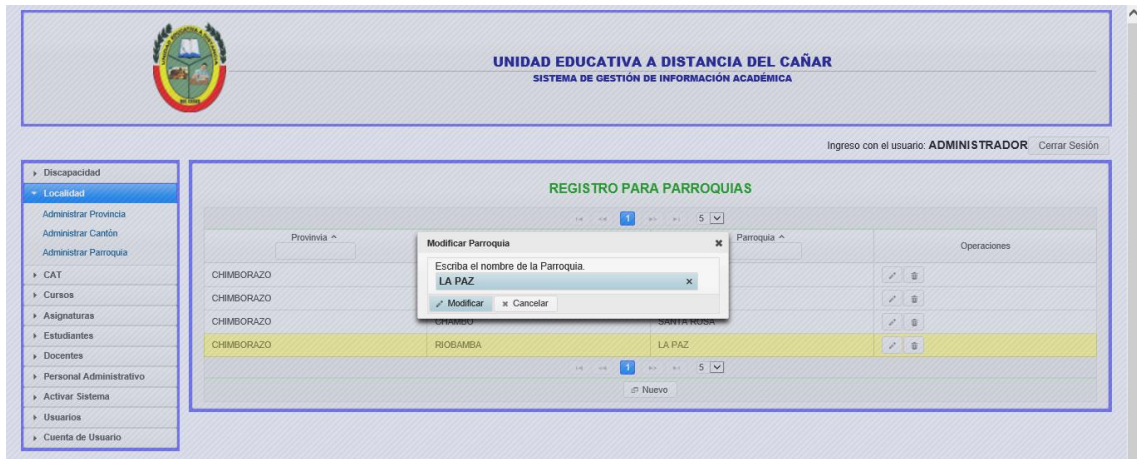 UNIDAD EDUCATIVA A DISTANCIA DEL CAÑAR
SISTEMA DE GESTIÓN DE INFORMACIÓN ACADÉMICA
Ingreso con el usuario: ADMINISTRADOR Cerrar Sesión
Discapacidad
Localidad
Administrar Provincia
Administrar Cantón
Administrar Parroquia
CAT
Cursos
Asignaturas
Estudiantes
Docentes
Personal Administrativo
Activar Sistema
Usuarios
Cuenta de Usuario
REGISTRO PARA PARROQUIAS
1 5
Provinvia Parroquia Operaciones
Modificar Parroquia
Escriba el nombre de la Parroquia.
LA PAZ
Modificar Cancelar
CHIMBORAZO
CHIMBORAZO
CHIMBORAZO CHAMBO SANTA ROSA
CHIMBORAZO RIOBAMBA LA PAZ
1 5
Nuevo